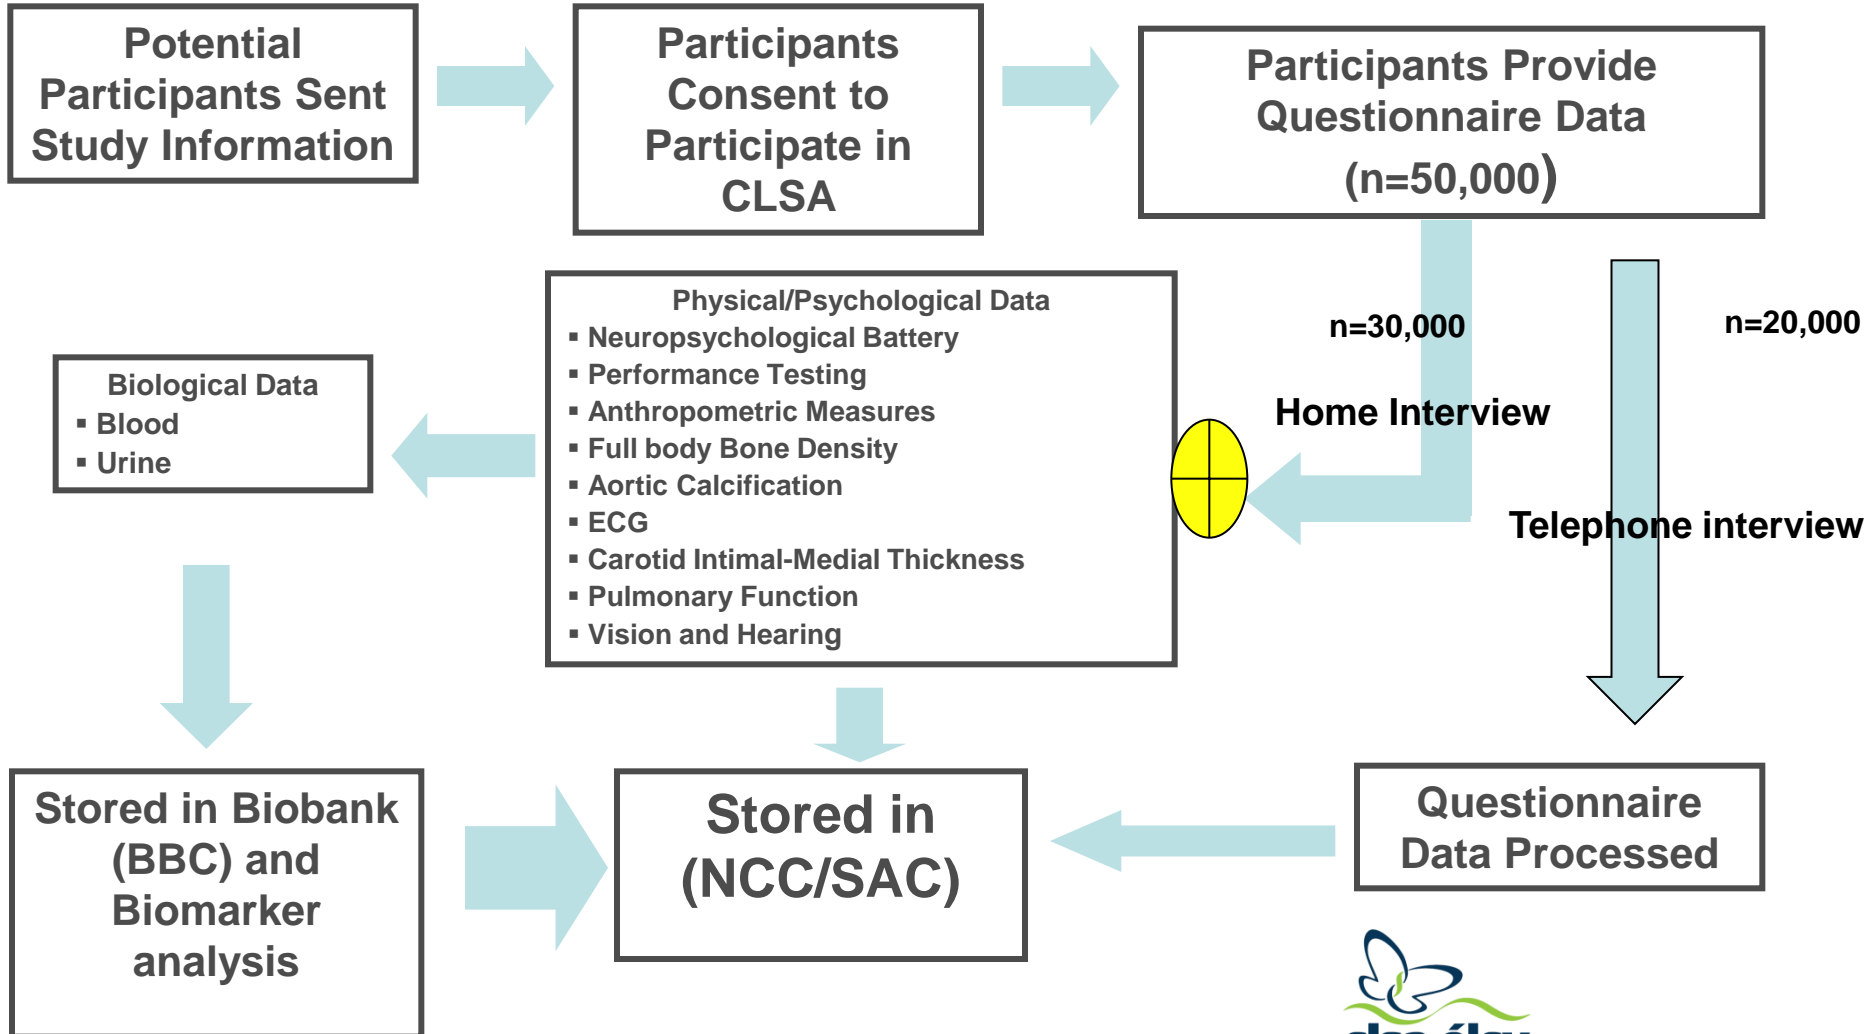 Potential
Participants Sent
Study Information
Participants
Consent to
Participate in
CLSA
Participants Provide
Questionnaire Data
(n=50,000)
n=30,000
n=20,000
Home Interview
Telephone interview
Physical/Psychological Data
▪ Neuropsychological Battery
▪ Performance Testing
▪ Anthropometric Measures
▪ Full body Bone Density
▪ Aortic Calcification
▪ ECG
▪ Carotid Intimal-Medial Thickness
▪ Pulmonary Function
▪ Vision and Hearing
Biological Data
▪ Blood
▪ Urine
Stored in Biobank
(BBC) and
Biomarker
analysis
Stored in
(NCC/SAC)
Questionnaire
Data Processed